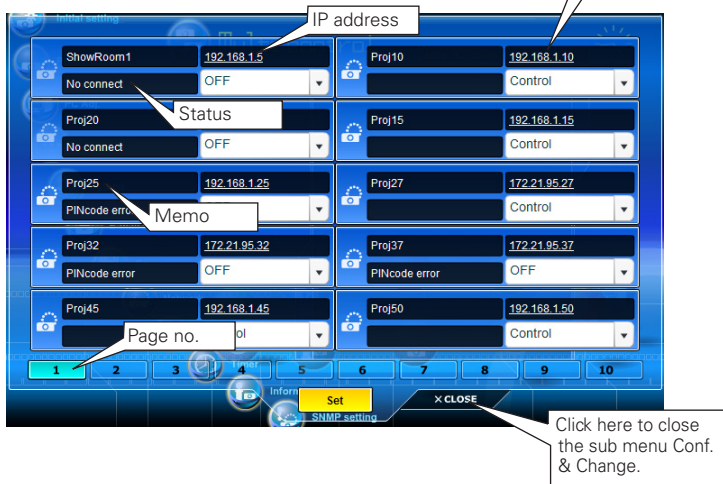 Initial setting
IP address
ShowRoom1 192.168.1.5 Proj10 192.168.1.10
No connect OFF Control
Status
Proj20 Proj15 192.168.1.15
No connect OFF Control
Proj25 192.168.1.25 Proj27 172.21.95.27
PINcode error Control
Memo
Proj32 172.21.95.32 Proj37 172.21.95.37
PINcode error OFF PINcode error OFF
Proj45 192.168.1.45 Proj50 192.168.1.50
Control
Page no.
1 2 3 4 5 6 7 8 9 10
Timer
Set
× CLOSE
SNMP setting
Click here to close
the sub menu Conf.
& Change.